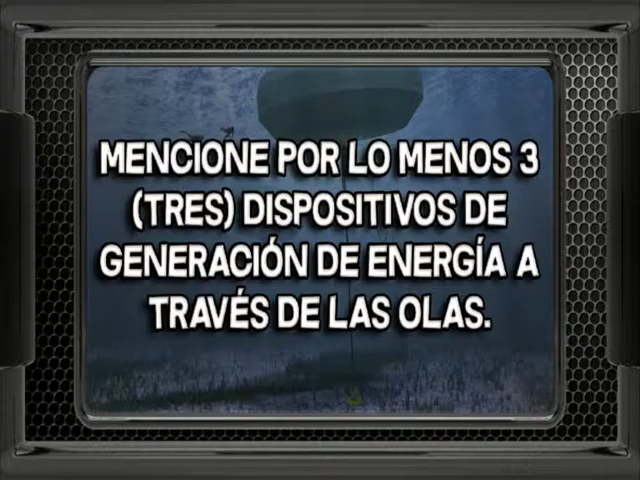 MENCIONE POR LO MENOS 3
(TRES) DISPOSITIVOS DE
GENERACIÓN DE ENERGÍA A
TRAVÉS DE LAS OLAS.